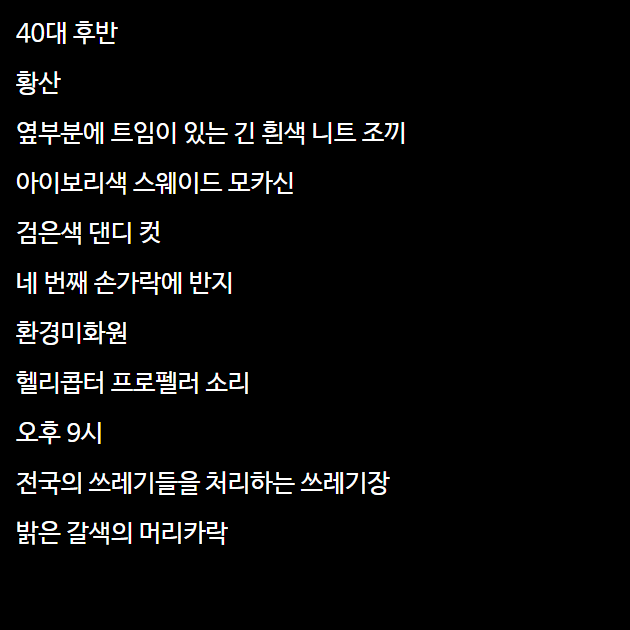 40대 후반
황산
옆부분에 트임이 있는 긴 흰색 니트 조끼
아이보리색 스웨이드 모카신
검은색 댄디 컷
네 번째 손가락에 반지
환경미화원
헬리콥터 프로펠러 소리
오후 9시
전국의 쓰레기들을 처리하는 쓰레기장
밝은 갈색의 머리카락